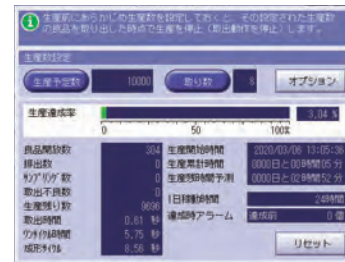 生産前にあらかじめ生産数を設定しておくと、その設定された生産数
の良品を取り出した時点で生産を停止(取出動作を停止)します。
生産数設定
生産予定数 10000 取り数 8 オプション
生産達成率 3.04 %
0 50 100%
良品開設数 304 生産開始時間 2020/03/06 13:05:36
排出数 0 生産累計時間 0000日と00時間05分
サンプリング数 0 生産残時間予測 0000日と02時間52分
取出不良数 0
生産残り数 9696 1日稼動時間 24時間
取出時間 0.61 秒 達成時アラーム 達成前 0 個
ワンサイクル時間 5.75 秒
成形サイクル 8.56 秒 リセット